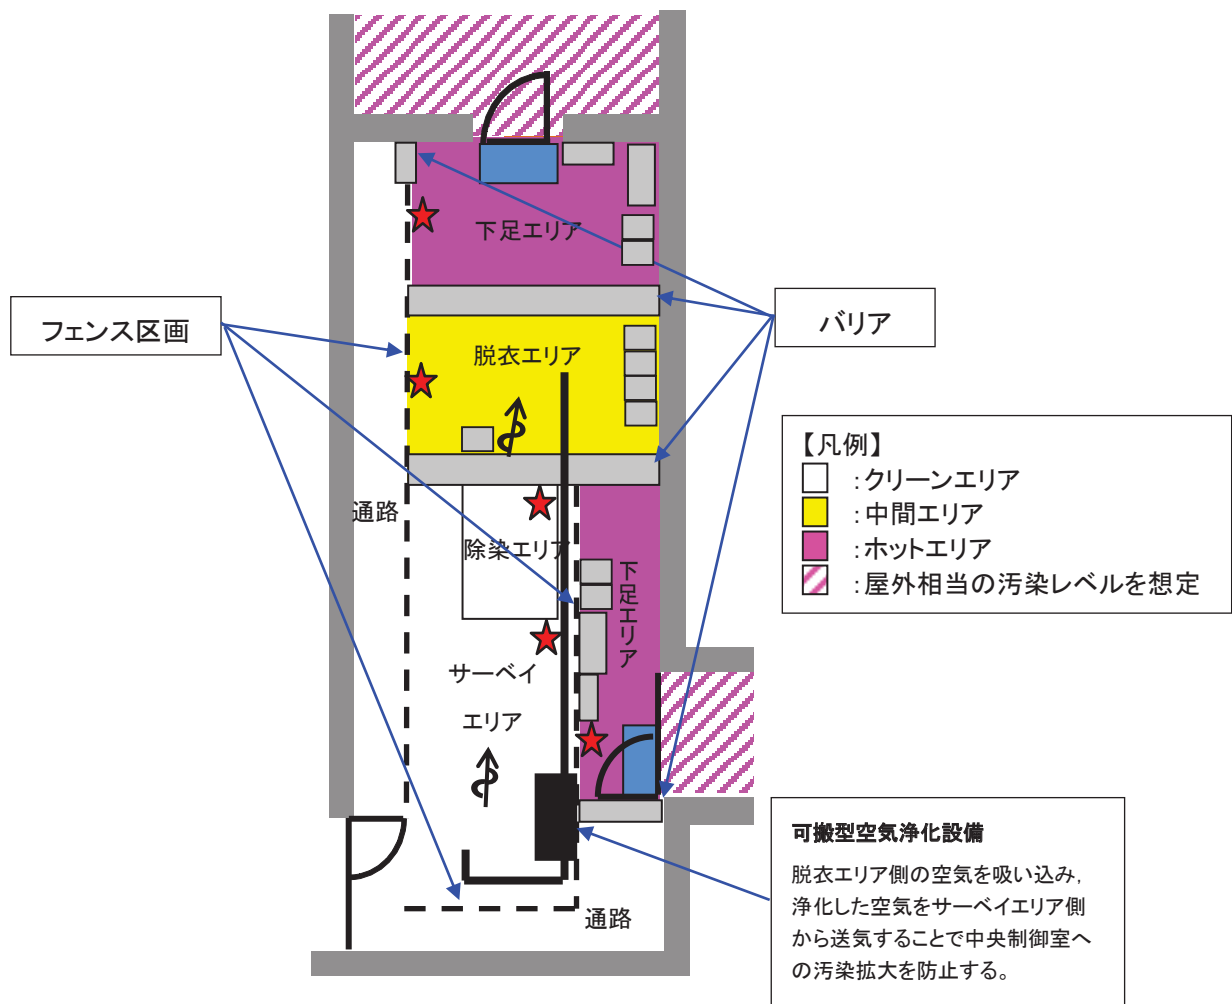 下足エリア
フェンス区画
バリア
脱衣エリア
【凡例】
:クリーンエリア
:中間エリア
:ホットエリア
:屋外相当の汚染レベルを想定
通路
除染エリア
下足エリア
サーベイ
エリア
通路
可搬型空気浄化設備
脱衣エリア側の空気を吸い込み,
浄化した空気をサーベイエリア側
から送気することで中央制御室へ
の汚染拡大を防止する。